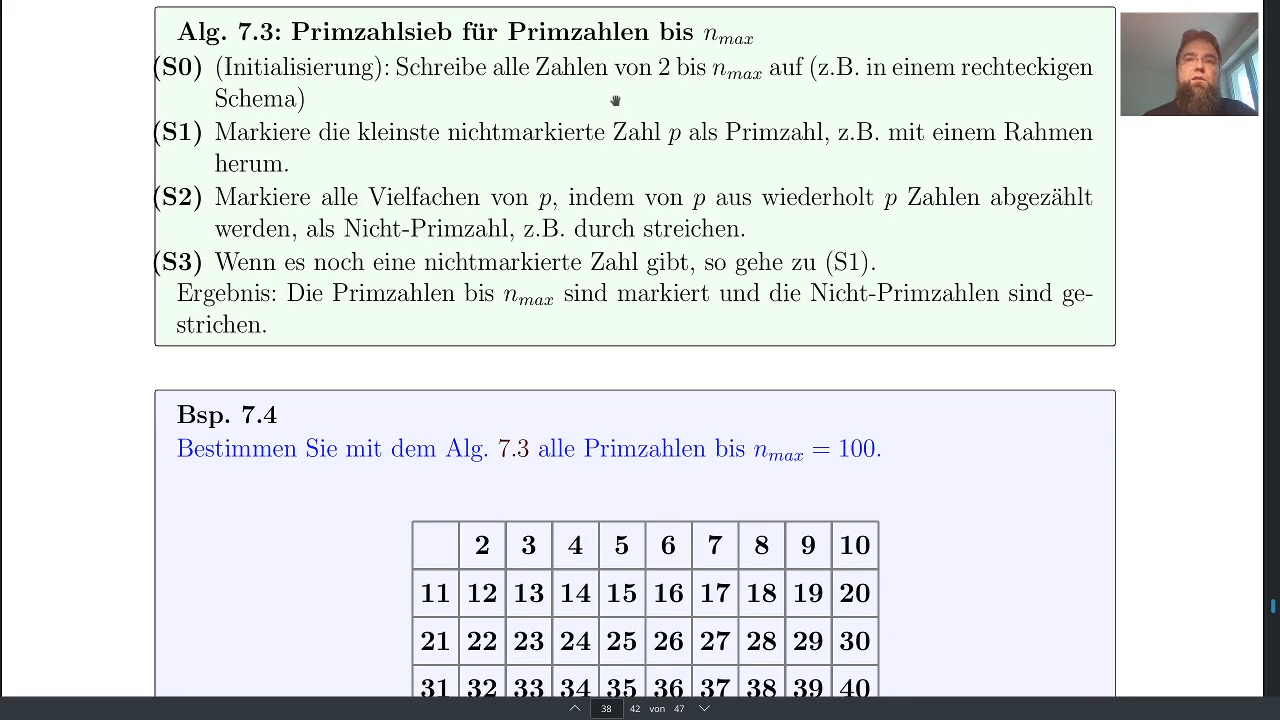 Alg. 7.3: Primzahlsieb für Primzahlen bis n_max
(S0) (Initialisierung): Schreibe alle Zahlen von 2 bis n_max auf (z.B. in einem rechteckigen
Schema)
(S1) Markiere die kleinste nichtmarkierte Zahl p als Primzahl, z.B. mit einem Rahmen
herum.
(S2) Markiere alle Vielfachen von p, indem von p aus wiederholt p Zahlen abgezählt
werden, als Nicht-Primzahl, z.B. durch streichen.
(S3) Wenn es noch eine nichtmarkierte Zahl gibt, so gehe zu (S1).
Ergebnis: Die Primzahlen bis n_max sind markiert und die Nicht-Primzahlen sind ge-
strichen.
Bsp. 7.4
Bestimmen Sie mit dem Alg. 7.3 alle Primzahlen bis n_max = 100.
2 3 4 5 6 7 8 9 10
11 12 13 14 15 16 17 18 19 20
21 22 23 24 25 26 27 28 29 30
31 32 33 34 35 36 37 38 39 40
38 42 von 47